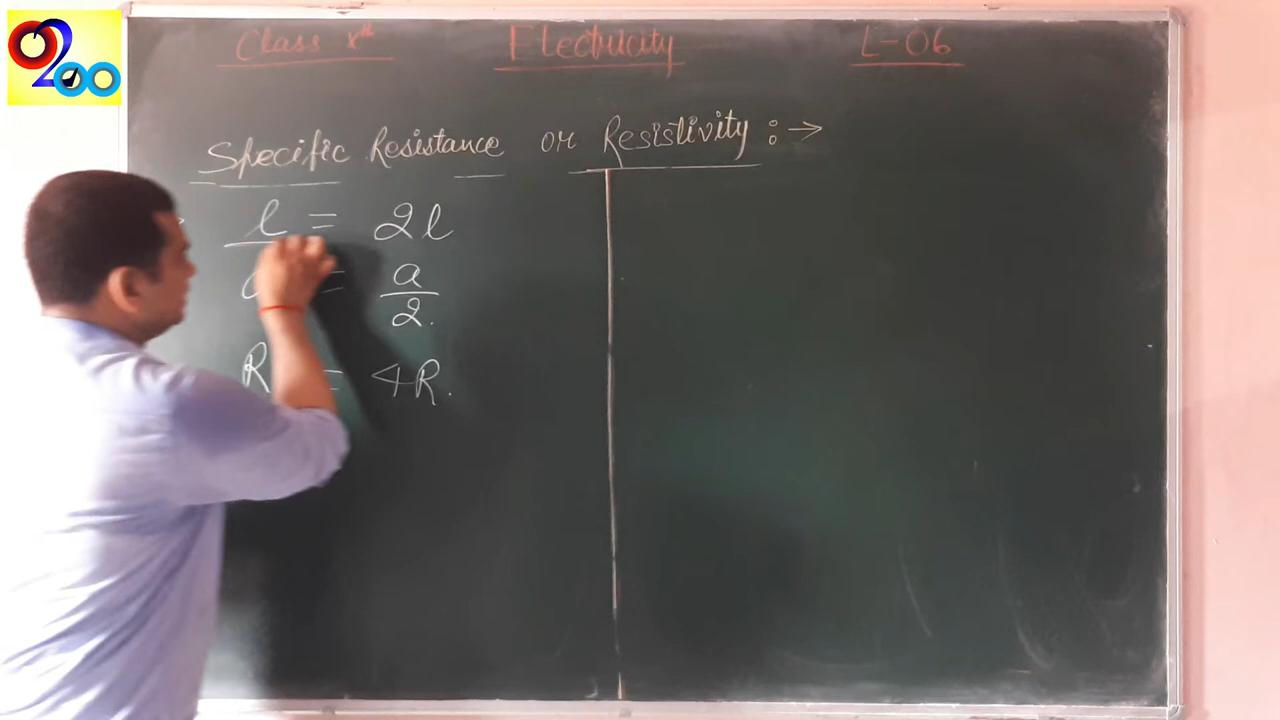 Class Xth Electricity L-06
Specific Resistance or Resistivity :→
l = 2l
= a/2.
R = 4R.